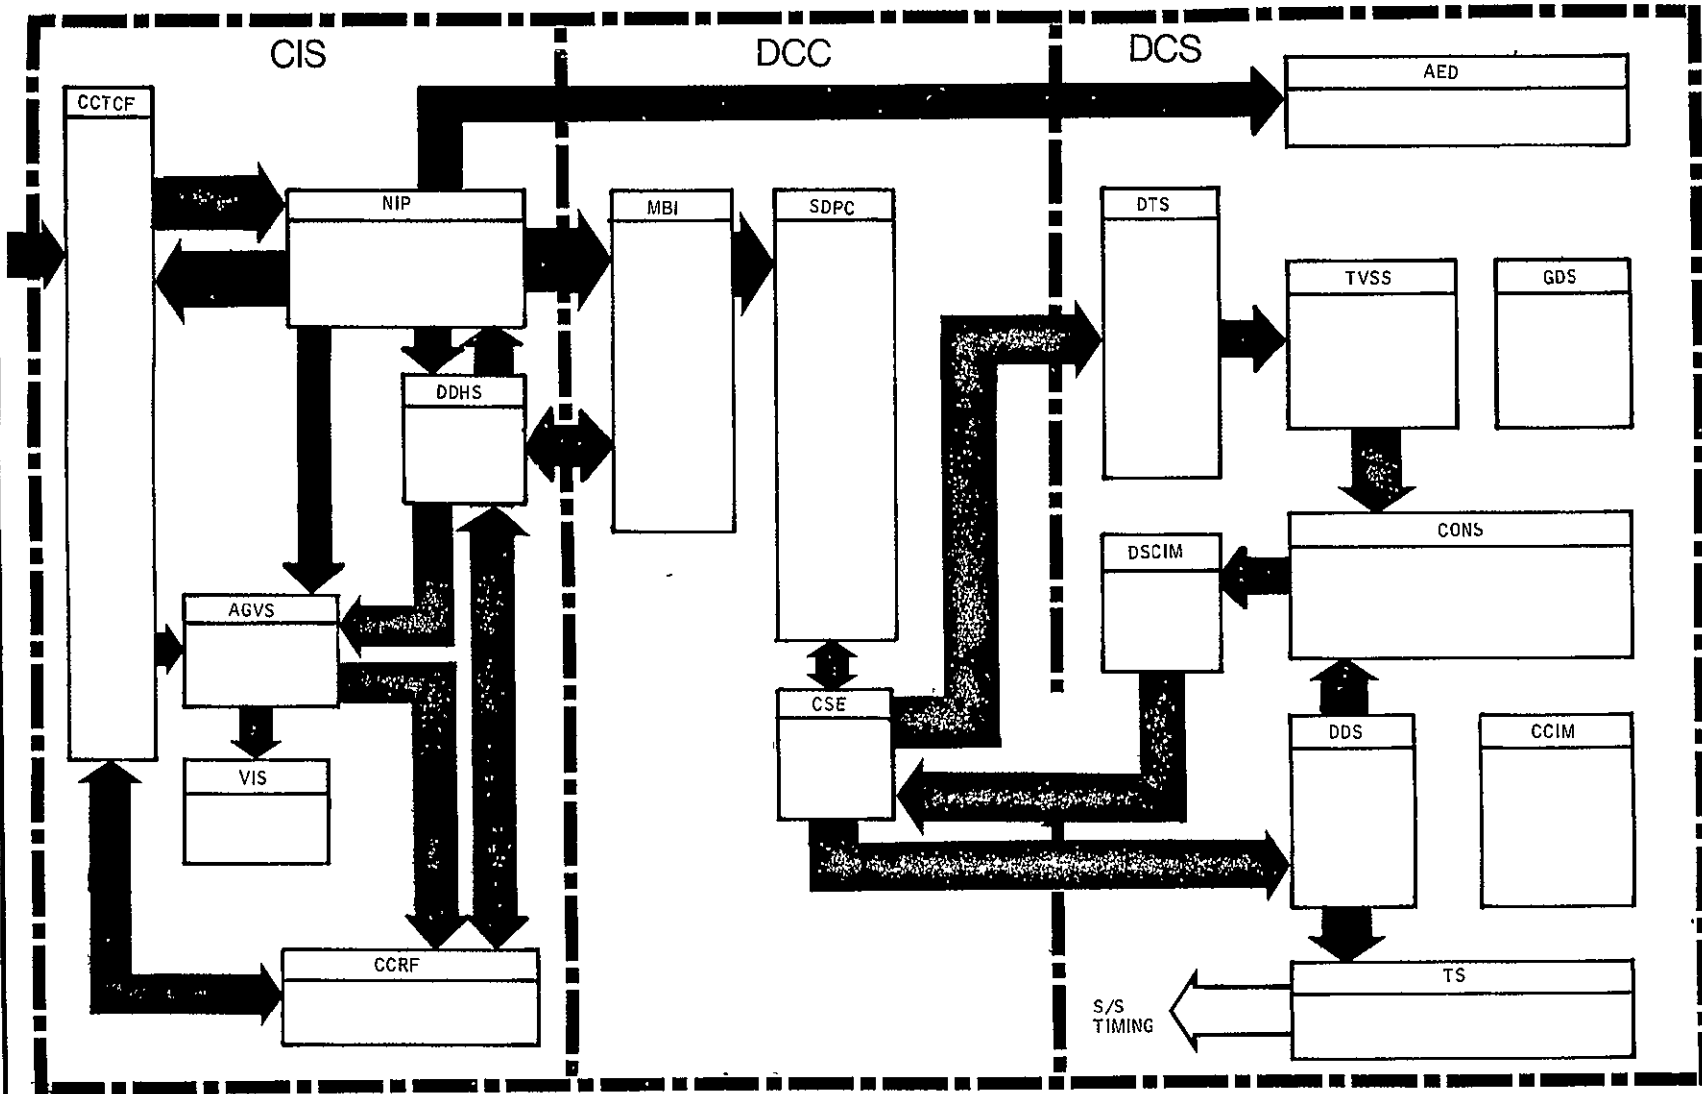 CIS
DCC
DCS
AED
CCTCF
NIP
MBI
SDPC
DTS
TVSS
GDS
DDHS
CONS
DSCIM
AGVS
CSE
DDS
CCIM
VIS
CCRF
TS
S/S
TIMING